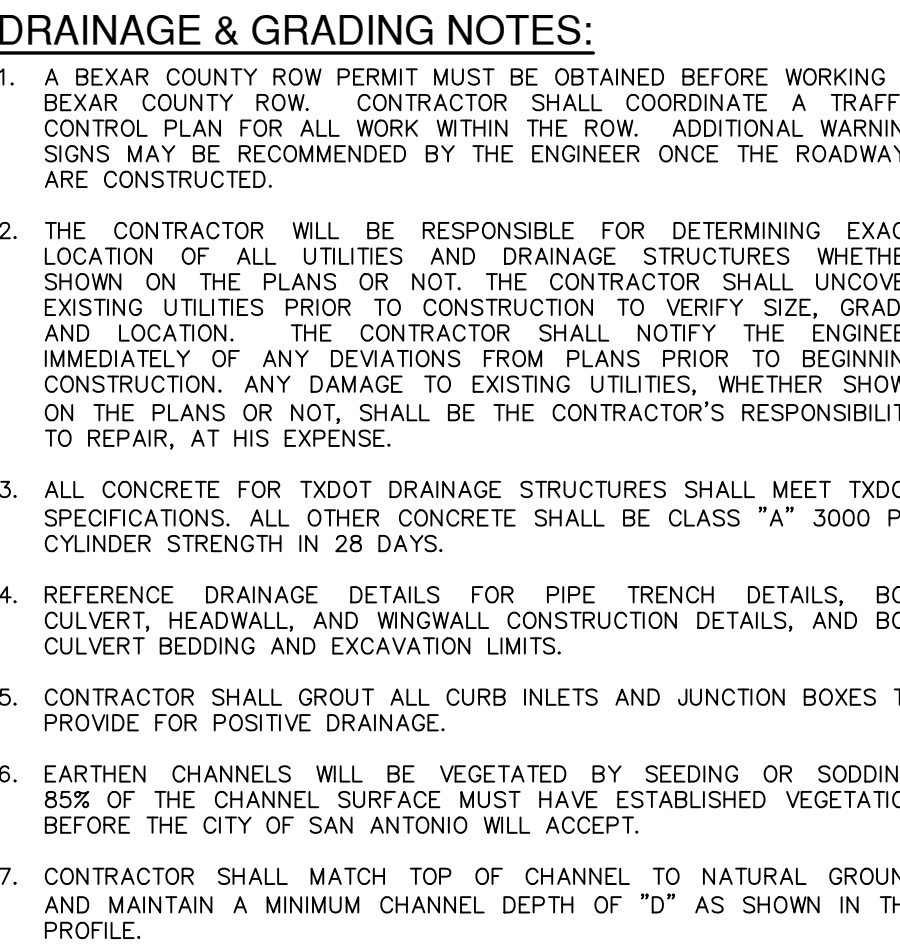 DRAINAGE & GRADING NOTES:
1. A BEXAR COUNTY ROW PERMIT MUST BE OBTAINED BEFORE WORKING
BEXAR COUNTY ROW. CONTRACTOR SHALL COORDINATE A TRAFF
CONTROL PLAN FOR ALL WORK WITHIN THE ROW. ADDITIONAL WARNIN
SIGNS MAY BE RECOMMENDED BY THE ENGINEER ONCE THE ROADWAY
ARE CONSTRUCTED.
2. THE CONTRACTOR WILL BE RESPONSIBLE FOR DETERMINING EXAC
LOCATION OF ALL UTILITIES AND DRAINAGE STRUCTURES WHETHE
SHOWN ON THE PLANS OR NOT. THE CONTRACTOR SHALL UNCOVE
EXISTING UTILITIES PRIOR TO CONSTRUCTION TO VERIFY SIZE, GRAD
AND LOCATION. THE CONTRACTOR SHALL NOTIFY THE ENGINEE
IMMEDIATELY OF ANY DEVIATIONS FROM PLANS PRIOR TO BEGINNIN
CONSTRUCTION. ANY DAMAGE TO EXISTING UTILITIES, WHETHER SHOW
ON THE PLANS OR NOT, SHALL BE THE CONTRACTOR'S RESPONSIBILIT
TO REPAIR, AT HIS EXPENSE.
3. ALL CONCRETE FOR TXDOT DRAINAGE STRUCTURES SHALL MEET TXDO
SPECIFICATIONS. ALL OTHER CONCRETE SHALL BE CLASS "A" 3000 P
CYLINDER STRENGTH IN 28 DAYS.
4. REFERENCE DRAINAGE DETAILS FOR PIPE TRENCH DETAILS, BO
CULVERT, HEADWALL, AND WINGWALL CONSTRUCTION DETAILS, AND BO
CULVERT BEDDING AND EXCAVATION LIMITS.
5. CONTRACTOR SHALL GROUT ALL CURB INLETS AND JUNCTION BOXES T
PROVIDE FOR POSITIVE DRAINAGE.
6. EARTHEN CHANNELS WILL BE VEGETATED BY SEEDING OR SODDIN
85% OF THE CHANNEL SURFACE MUST HAVE ESTABLISHED VEGETATIO
BEFORE THE CITY OF SAN ANTONIO WILL ACCEPT.
7. CONTRACTOR SHALL MATCH TOP OF CHANNEL TO NATURAL GROUN
AND MAINTAIN A MINIMUM CHANNEL DEPTH OF "D" AS SHOWN IN TH
PROFILE.